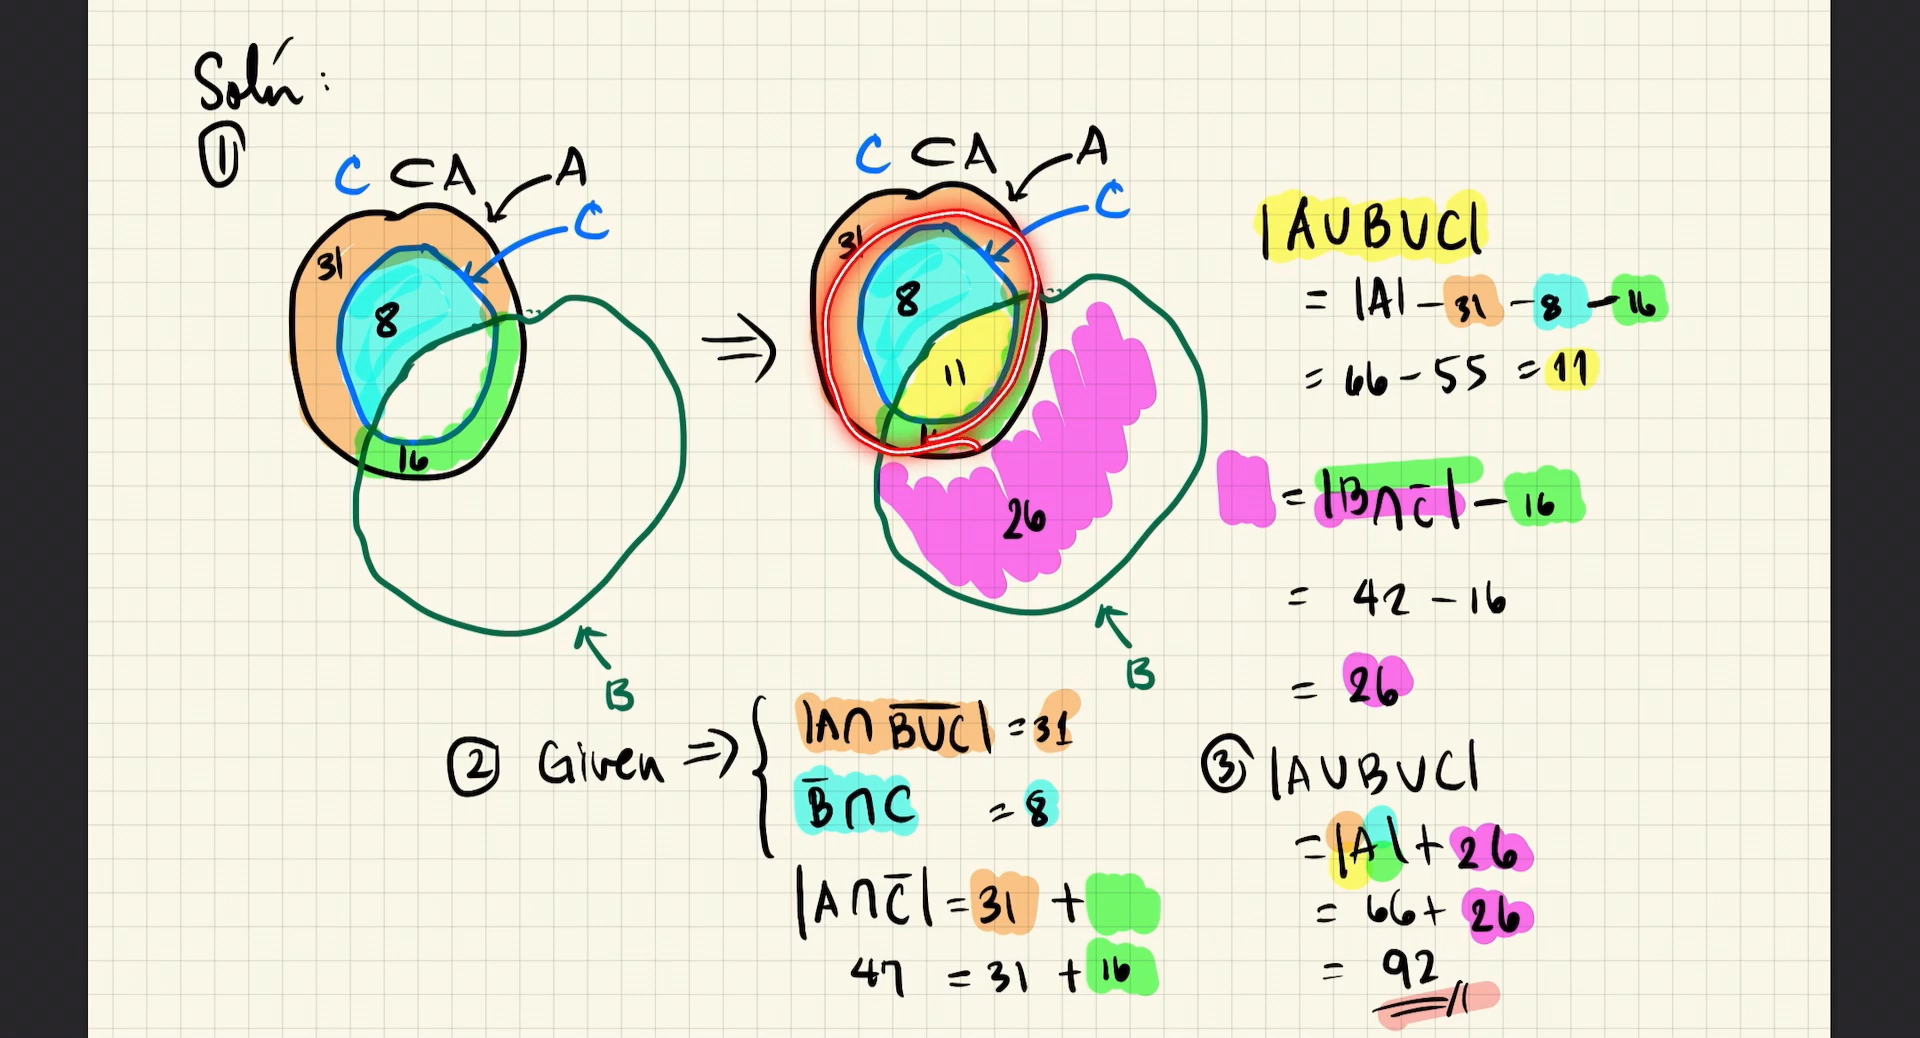 Sol'n :
①
C ⊂ A
A
C
31
8
16
B
⇒
C ⊂ A
A
C
31
8
11
26
B
|A∪B∪C|
= |A| - 31 - 8 - 16
= 66 - 55 = 11
= |B∩C̅| - 16
= 42 - 16
= 26
② Given ⇒ {
|A∩B̅∪̅C̅| = 31
B̅∩C = 8
|A∩C̅| = 31 +
47 = 31 + 16
③ |A∪B∪C|
= |A| + 26
= 66 + 26
= 92